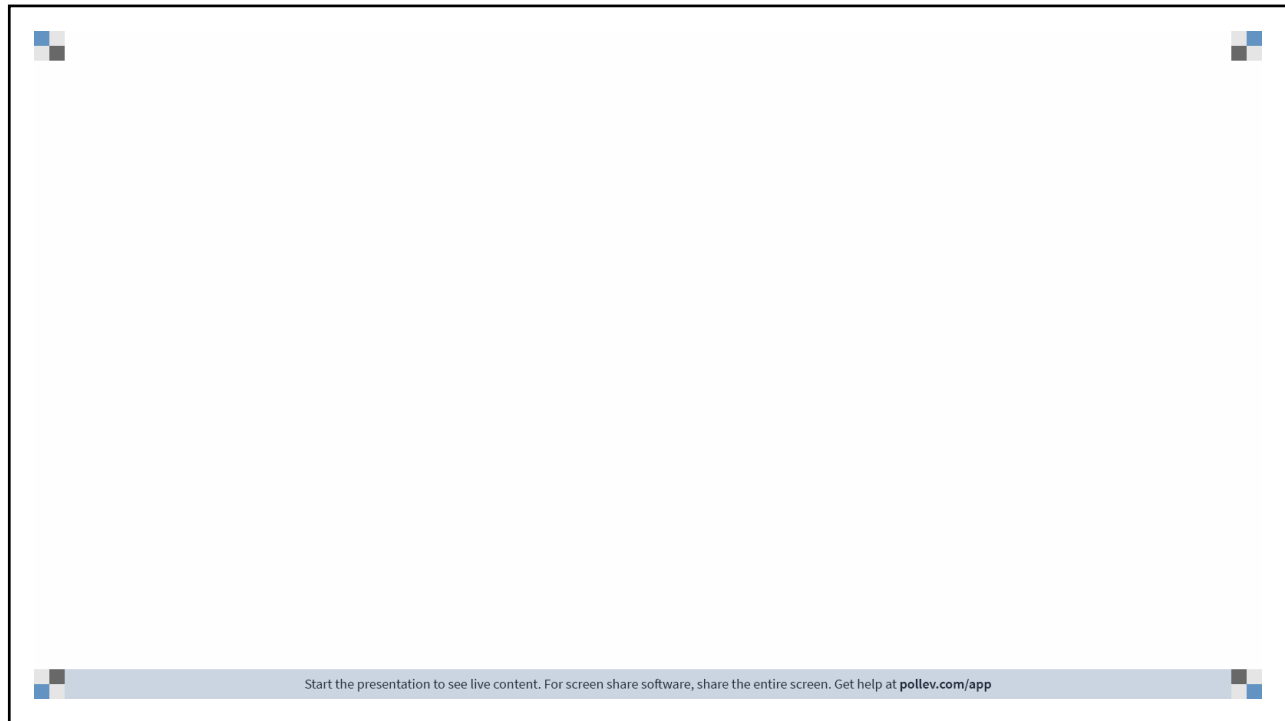 Start the presentation to see live content. For screen share software, share the entire screen. Get help at pollev.com/app